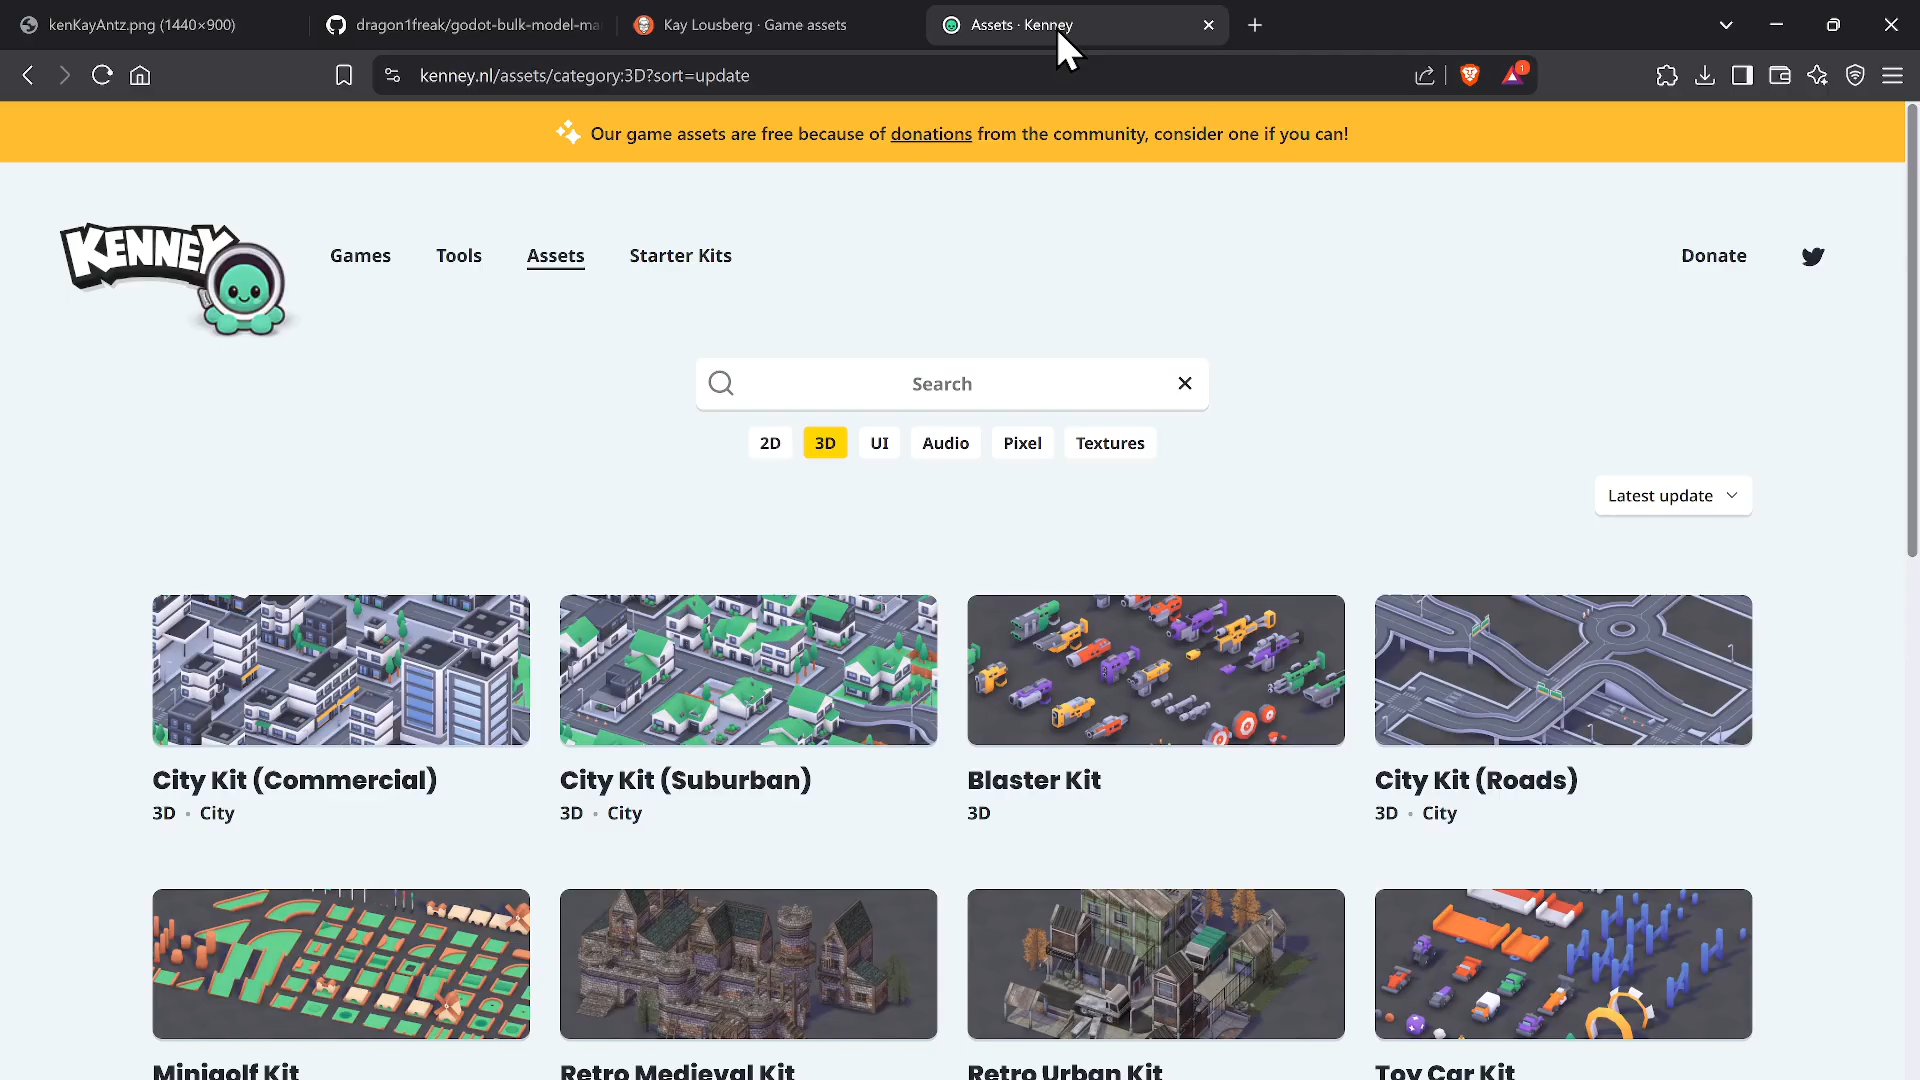 kenKayAntz.png (1440×900)
dragon1freak/godot-bulk-model-ma
Kay Lousberg · Game assets
Assets · Kenney
kenney.nl/assets/category:3D?sort=update
1
Our game assets are free because of donations from the community, consider one if you can!
KENNEY
Games
Tools
Assets
Starter Kits
Donate
Search
2D
3D
UI
Audio
Pixel
Textures
Latest update
City Kit (Commercial)
3D • City
City Kit (Suburban)
3D • City
Blaster Kit
3D
City Kit (Roads)
3D • City
Minigolf Kit
Retro Medieval Kit
Retro Urban Kit
Toy Car Kit